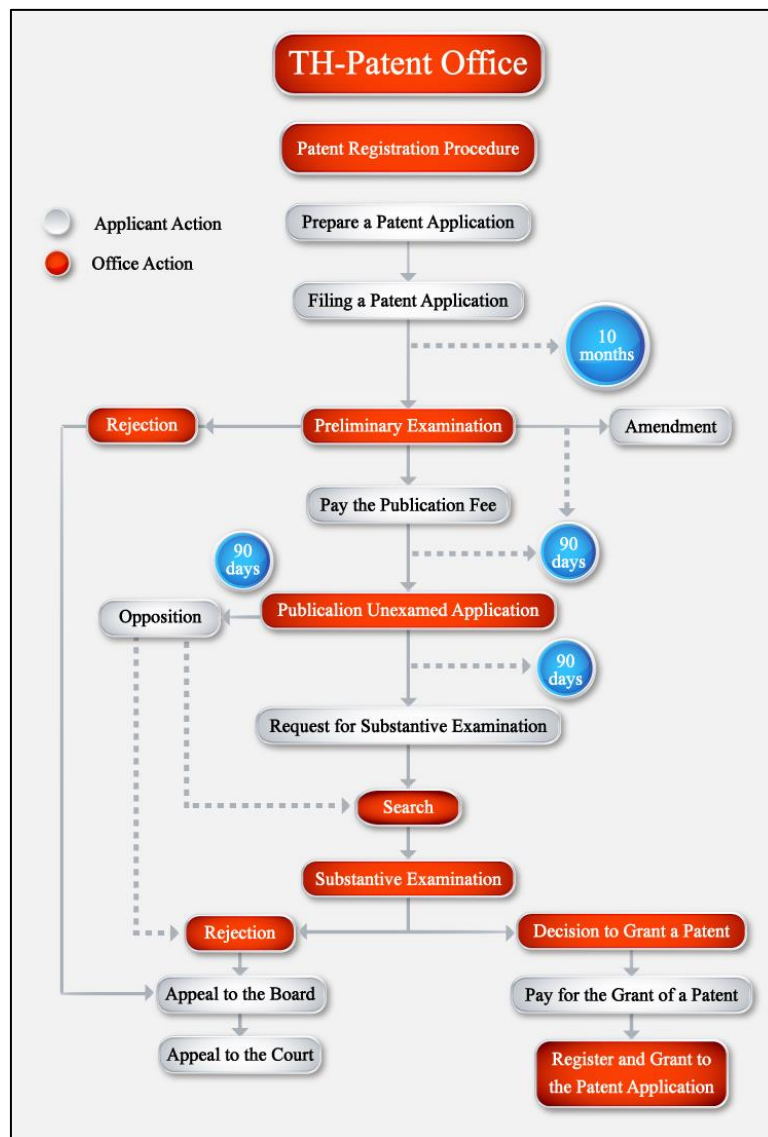 TH-Patent Office
Patent Registration Procedure
Applicant Action
Office Action
Prepare a Patent Application
Filing a Patent Application
10
months
Rejection
Preliminary Examination
Amendment
Pay the Publication Fee
90
days
90
days
Opposition
Publicalion Unexamed Application
90
days
Request for Substantive Examination
Search
Substantive Examination
Rejection
Decision to Grant a Patent
Appeal to the Board
Pay for the Grant of a Patent
Appeal to the Court
Register and Grant to
the Patent Application